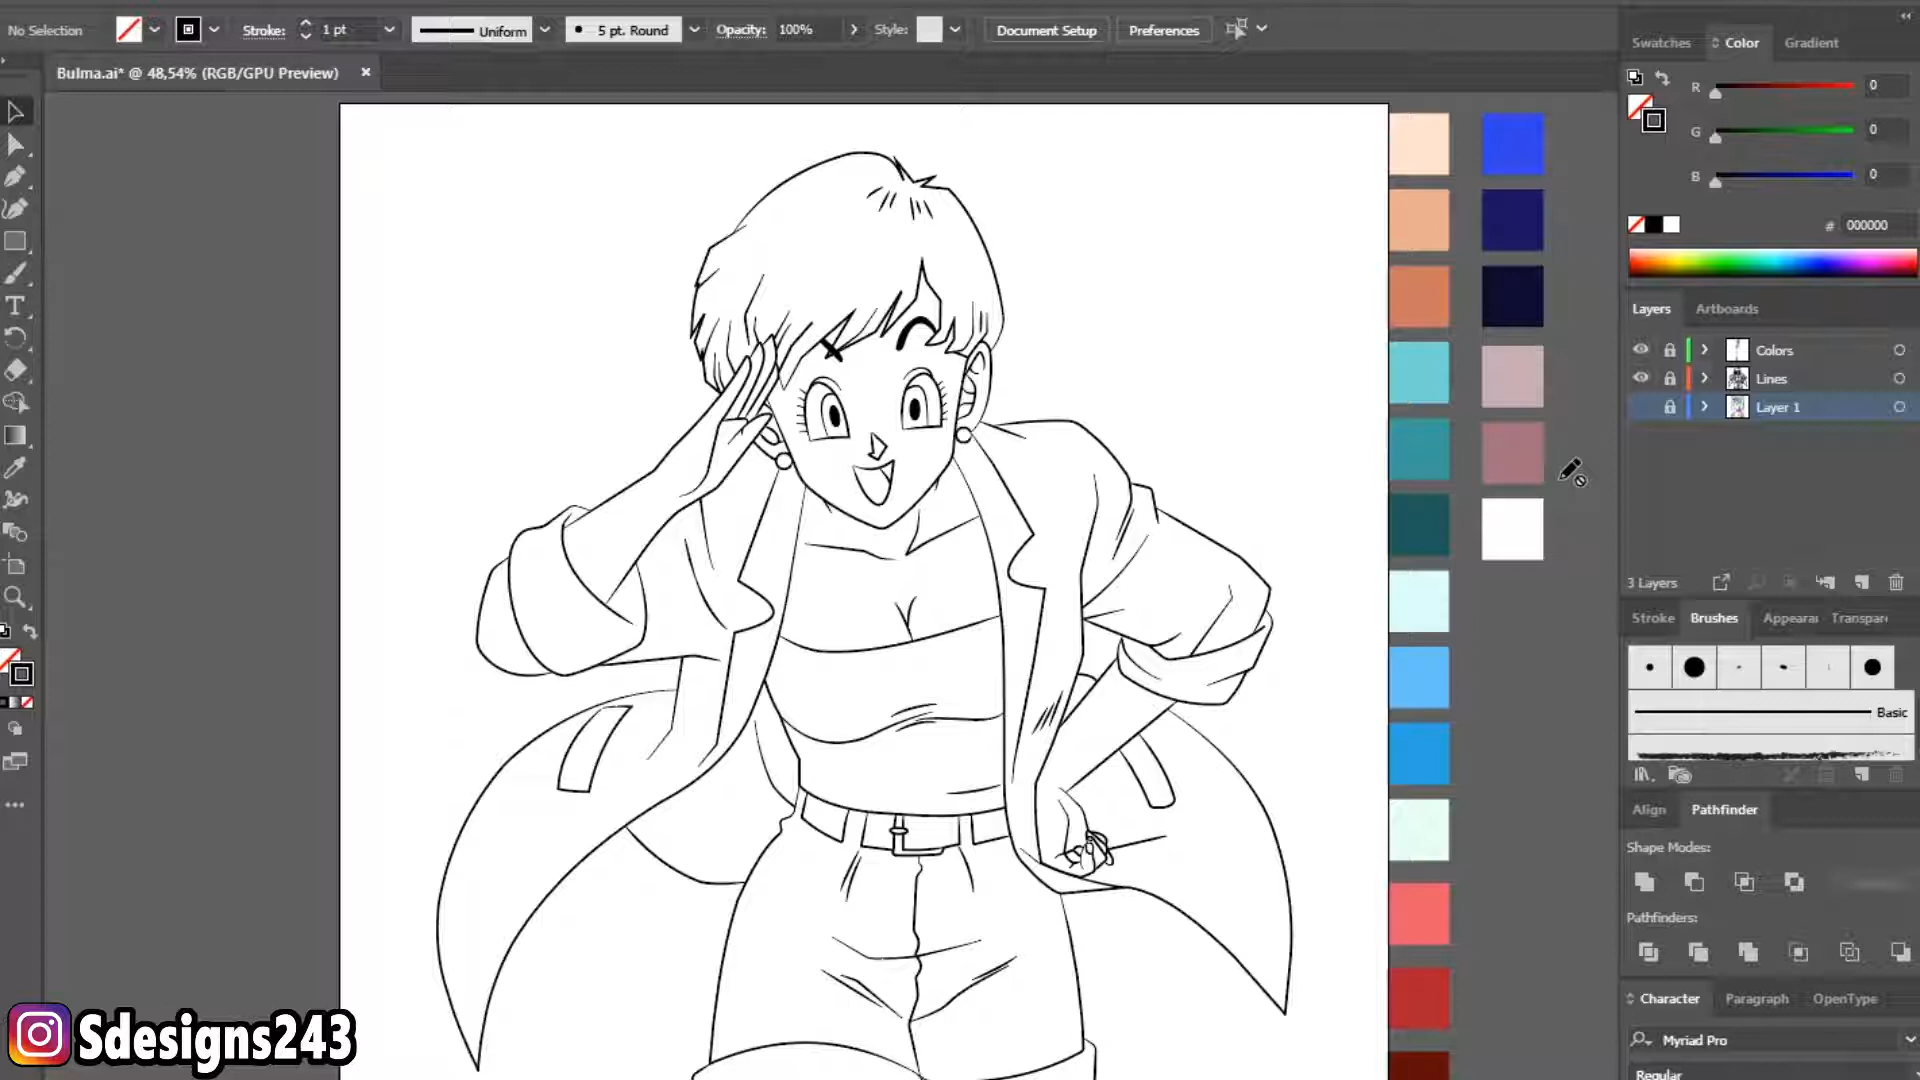 No Selection
Stroke:
1 pt
Uniform
5 pt. Round
Opacity:
100%
Style:
Document Setup
Preferences
Bulma.ai* @ 48,54% (RGB/GPU Preview)
Swatches
Color
Gradient
R
0
G
0
B
0
# 000000
Layers
Artboards
Colors
Lines
Layer 1
3 Layers
Stroke
Brushes
Appearar
Transpare
Basic
Align
Pathfinder
Shape Modes:
Pathfinders:
Character
Paragraph
OpenType
Myriad Pro
Regular
Sdesigns243